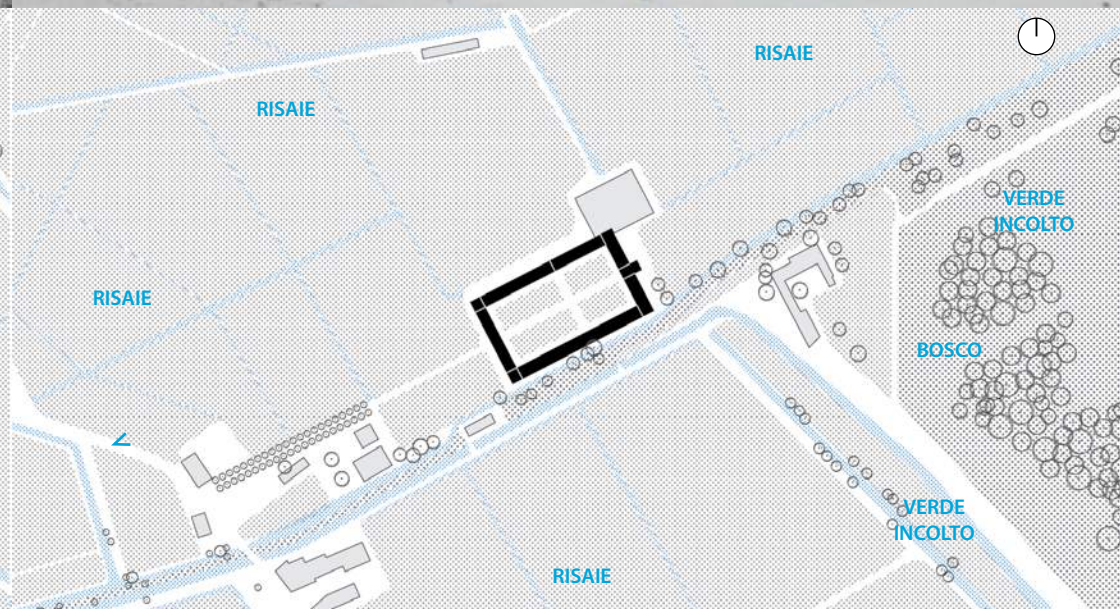 RISAIE
RISAIE
VERDE
INCOLTO
RISAIE
BOSCO
VERDE
INCOLTO
RISAIE